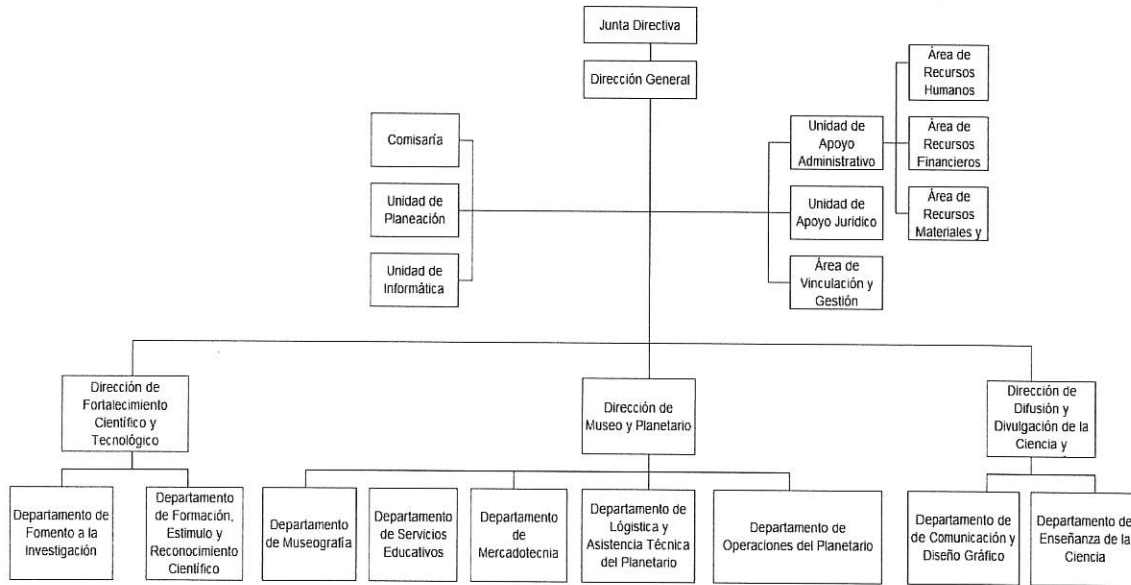 Junta Directiva
Dirección General
Área de
Recursos
Humanos
Comisaría
Unidad de
Apoyo
Administrativo
Área de
Recursos
Financieros
Unidad de
Planeación
Unidad de
Apoyo Jurídico
Área de
Recursos
Materiales y
Unidad de
Informática
Área de
Vinculación y
Gestión
Dirección de
Fortalecimiento
Científico y
Tecnológico
Dirección de
Museo y Planetario
Dirección de
Difusión y
Divulgación de la
Ciencia y
Departamento de
Fomento a la
Investigación
Departamento
de Formación,
Estimulo y
Reconocimiento
Científico
Departamento
de Museografía
Departamento
de Servicios
Educativos
Departamento
de
Mercadotecnia
Departamento de
Lógistica y
Asistencia Técnica
del Planetario
Departamento de
Operaciones del Planetario
Departamento de
de Comunicación y
Diseño Gráfico
Departamento de
Enseñanza de la
Ciencia